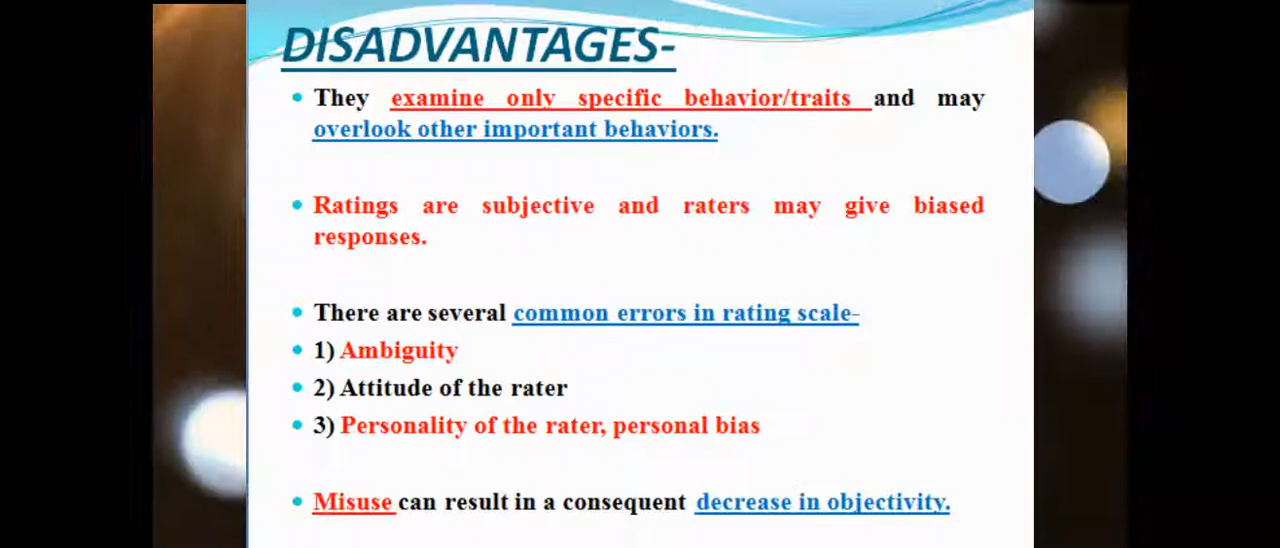 DISADVANTAGES-
• They examine only specific behavior/traits and may
overlook other important behaviors.
• Ratings are subjective and raters may give biased
responses.
• There are several common errors in rating scale-
• 1) Ambiguity
• 2) Attitude of the rater
• 3) Personality of the rater, personal bias
• Misuse can result in a consequent decrease in objectivity.